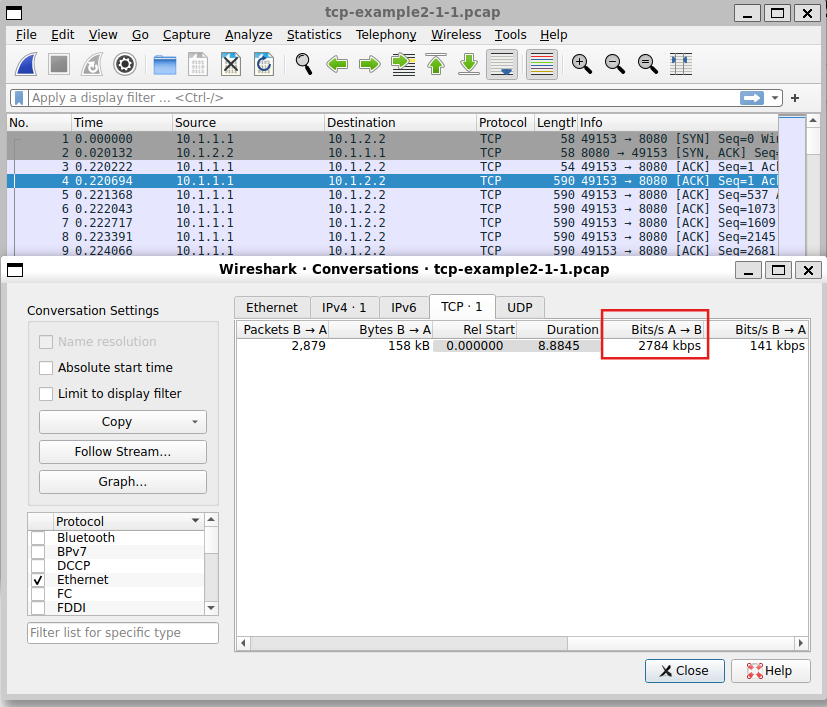 tcp-example2-1-1.pcap
File Edit View Go Capture Analyze Statistics Telephony Wireless Tools Help
Apply a display filter … <Ctrl-/>
No. Time Source Destination Protocol Length Info
1 0.000000 10.1.1.1 10.1.2.2 TCP 58 49153 → 8080 [SYN] Seq=0 Wi
2 0.020132 10.1.2.2 10.1.1.1 TCP 58 8080 → 49153 [SYN, ACK] Seq=
3 0.220222 10.1.1.1 10.1.2.2 TCP 54 49153 → 8080 [ACK] Seq=1 Ac
4 0.220694 10.1.1.1 10.1.2.2 TCP 590 49153 → 8080 [ACK] Seq=1 Ac
5 0.221368 10.1.1.1 10.1.2.2 TCP 590 49153 → 8080 [ACK] Seq=537
6 0.222043 10.1.1.1 10.1.2.2 TCP 590 49153 → 8080 [ACK] Seq=1073
7 0.222717 10.1.1.1 10.1.2.2 TCP 590 49153 → 8080 [ACK] Seq=1609
8 0.223391 10.1.1.1 10.1.2.2 TCP 590 49153 → 8080 [ACK] Seq=2145
9 0.224066 10.1.1.1 10.1.2.2 TCP 590 49153 → 8080 [ACK] Seq=2681
Wireshark · Conversations · tcp-example2-1-1.pcap
Conversation Settings
Name resolution
Absolute start time
Limit to display filter
Copy
Follow Stream…
Graph…
Protocol
Bluetooth
BPv7
DCCP
Ethernet
FC
FDDI
Filter list for specific type
Ethernet IPv4 · 1 IPv6 TCP · 1 UDP
Packets B → A Bytes B → A Rel Start Duration Bits/s A → B Bits/s B → A
2,879 158 kB 0.000000 8.8845 2784 kbps 141 kbps
Close Help